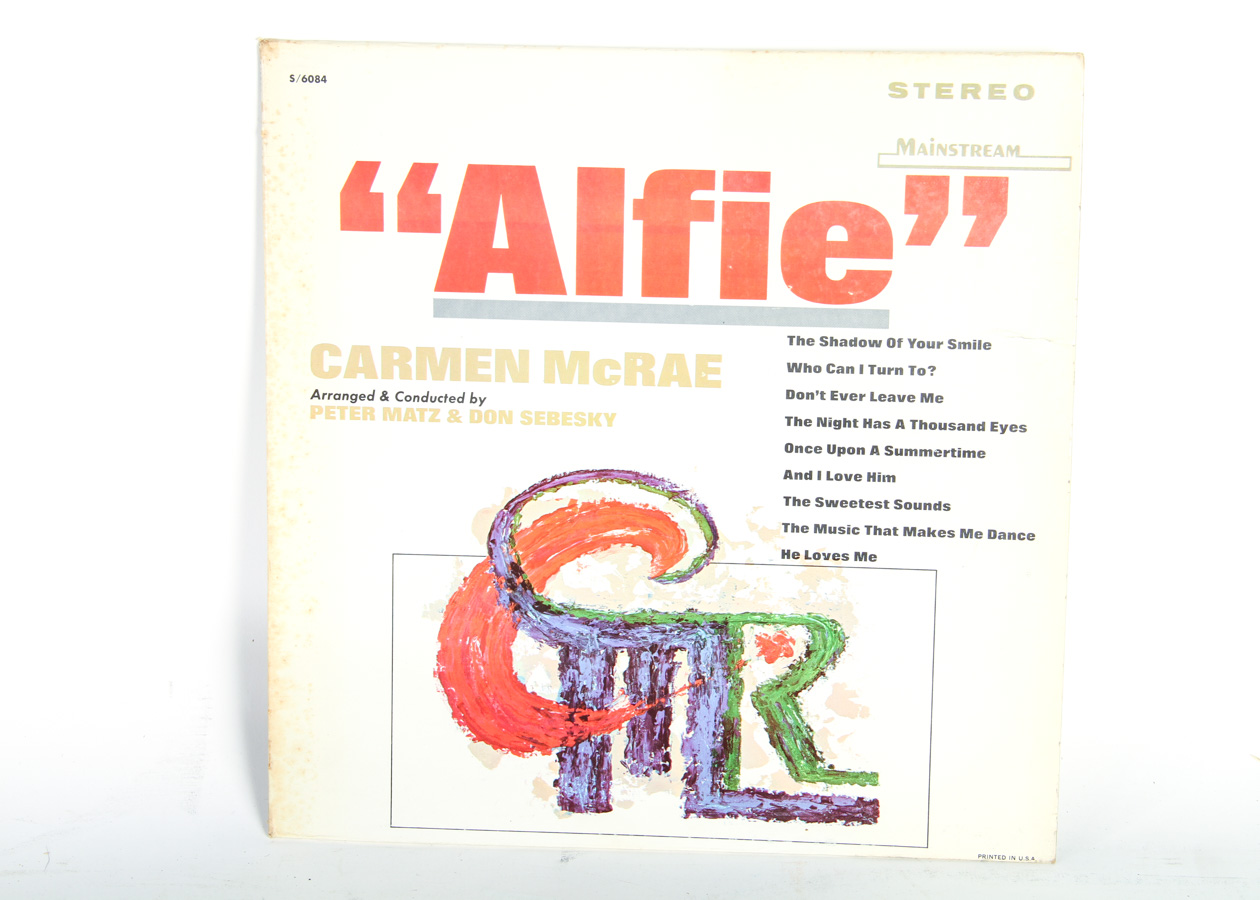 S/6084
STEREO
MAiNSTREAM
“Alfie”
CARMEN McRAE
Arranged & Conducted by
PETER MATZ & DON SEBESKY
The Shadow Of Your Smile
Who Can I Turn To?
Don't Ever Leave Me
The Night Has A Thousand Eyes
Once Upon A Summertime
And I Love Him
The Sweetest Sounds
The Music That Makes Me Dance
He Loves Me
PRINTED IN U.S.A.